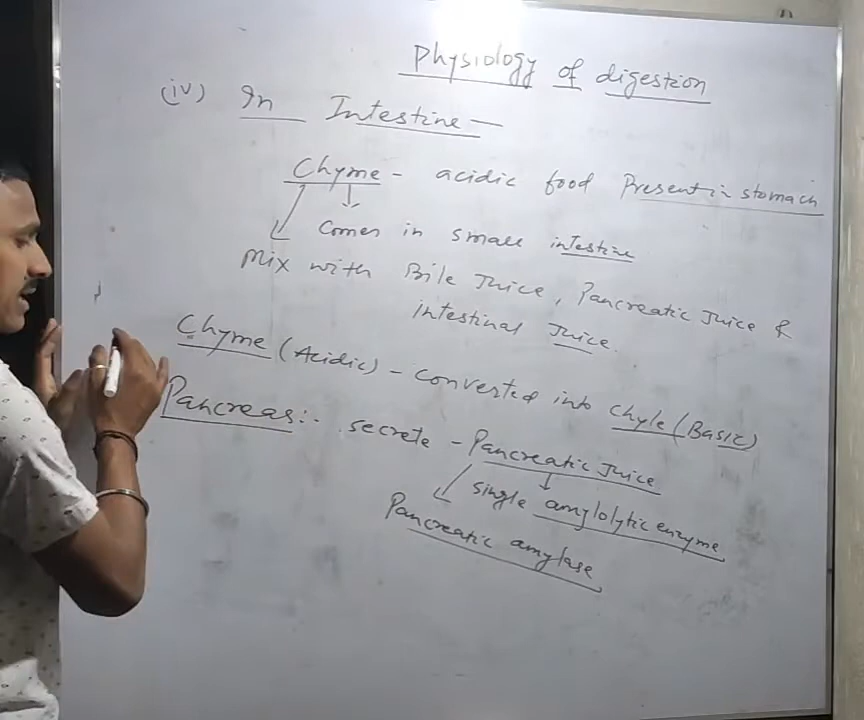 Physiology of digestion
(iv) In Intestine —
Chyme - acidic food Present in stomach
Comes in small intestine
Mix with Bile Juice, Pancreatic Juice &
intestinal Juice.
Chyme (Acidic) - converted into Chyle (Basic)
Pancreas:- secrete - Pancreatic Juice
single amylolytic enzyme
Pancreatic amylase